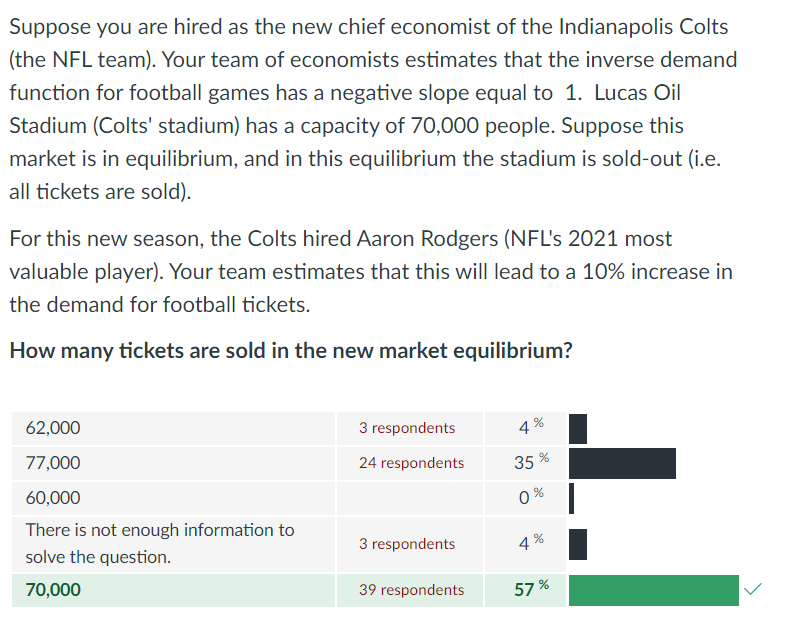 Suppose you are hired as the new chief economist of the Indianapolis Colts
(the NFL team). Your team of economists estimates that the inverse demand
function for football games has a negative slope equal to  1.  Lucas Oil
Stadium (Colts' stadium) has a capacity of 70,000 people. Suppose this
market is in equilibrium, and in this equilibrium the stadium is sold-out (i.e.
all tickets are sold).
For this new season, the Colts hired Aaron Rodgers (NFL's 2021 most
valuable player). Your team estimates that this will lead to a 10% increase in
the demand for football tickets.
How many tickets are sold in the new market equilibrium?
62,000 3 respondents 4 %
77,000 24 respondents 35 %
60,000 0 %
There is not enough information to
solve the question. 3 respondents 4 %
70,000 39 respondents 57 %